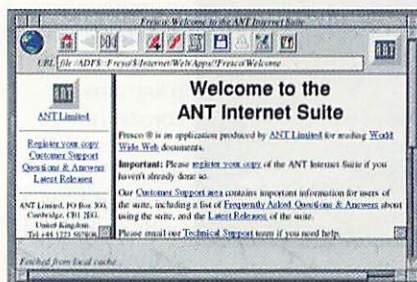 Fresco: Welcome to the ANT Internet Suite
URL file:/ADFS::Freya/$/Internet/Web/Apps/!Fresco/Welcome
ANT
ANT
ANT Limited
Register your copy
Customer Support
Questions & Answers
Latest Releases
ANT Limited, PO Box 300,
Cambridge, CB1 2EG,
United Kingdom.
Tel +44 1223
Welcome to the
ANT Internet Suite
Fresco ® is an application produced by ANT Limited for reading World
Wide Web documents.
Important: Please register your copy of the ANT Internet Suite if you
haven't already done so.
Our Customer Support area contains important information for users of
the suite, including a list of Frequently Asked Questions & Answers about
using the suite, and the Latest Releases of the suite.
Please email our Technical Support team if you need help.
Fetched from local cache...